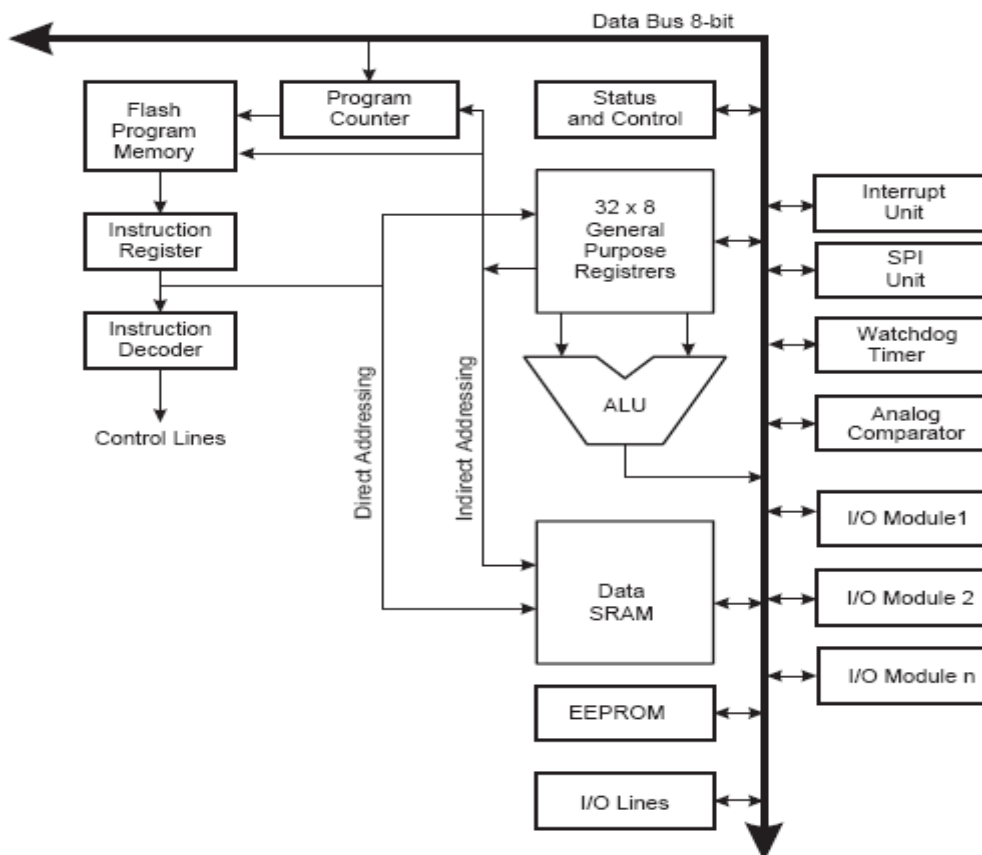 Data Bus 8-bit
Flash
Program
Memory
Program
Counter
Status
and Control
Interrupt
Unit
32 x 8
General
Purpose
Registrers
Instruction
Register
SPI
Unit
Instruction
Decoder
Watchdog
Timer
Control Lines
Direct Addressing
Indirect Addressing
ALU
Analog
Comparator
I/O Module1
Data
SRAM
I/O Module 2
I/O Module n
EEPROM
I/O Lines